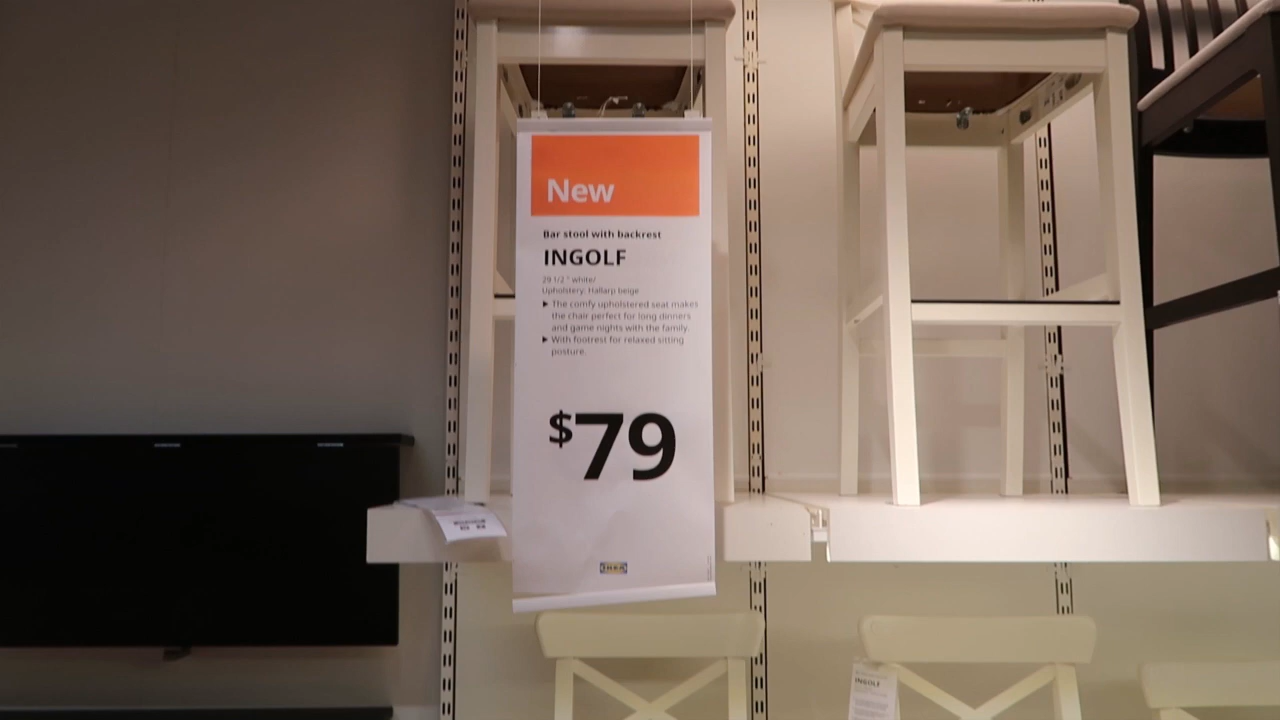 New
Bar stool with backrest
INGOLF
29 1/2 " white/
Upholstery: Hallarp beige
▶ The comfy upholstered seat makes
the chair perfect for long dinners
and game nights with the family.
▶ With footrest for relaxed sitting
posture.
$79
IKEA
INGOLF